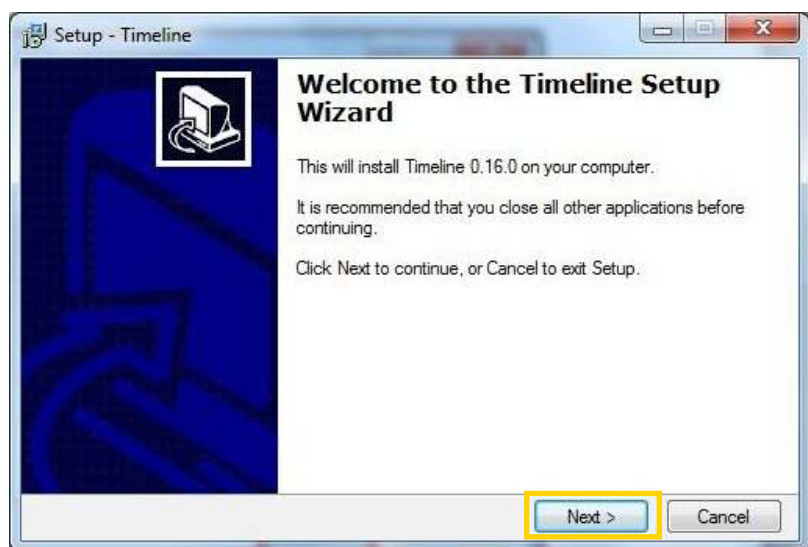 Setup - Timeline
Welcome to the Timeline Setup
Wizard
This will install Timeline 0.16.0 on your computer.
It is recommended that you close all other applications before
continuing.
Click Next to continue, or Cancel to exit Setup.
Next >
Cancel